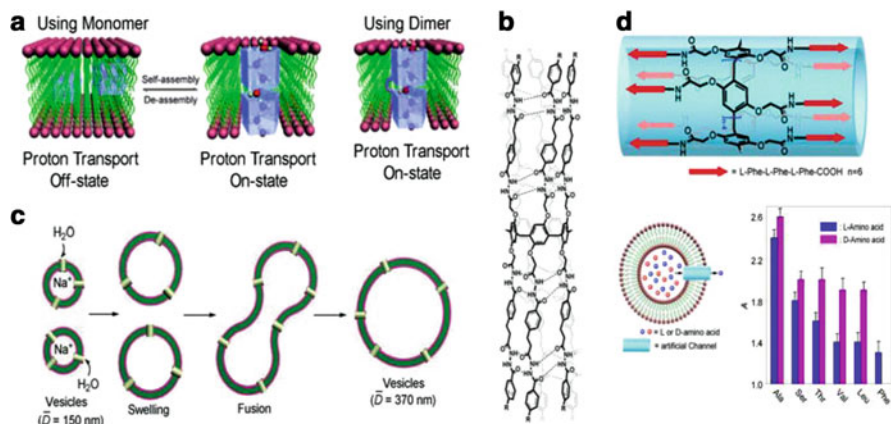 a
Using Monomer
Using Dimer
Self-assembly
De-assembly
Proton Transport
Off-state
Proton Transport
On-state
Proton Transport
On-state
b
c
H₂O
Na⁺
Na⁺
H₂O
Vesicles
(D̄ = 150 nm)
Swelling
Fusion
Vesicles
(D̄ = 370 nm)
d
= L-Phe-L-Phe-L-Phe-COOH n=6
= L or D-amino acid
= artificial Channel
: L-Amino acid
: D-Amino acid
A
2.6
2.2
1.8
1.4
1.0
Ala
Ser
Thr
Val
Leu
Phe